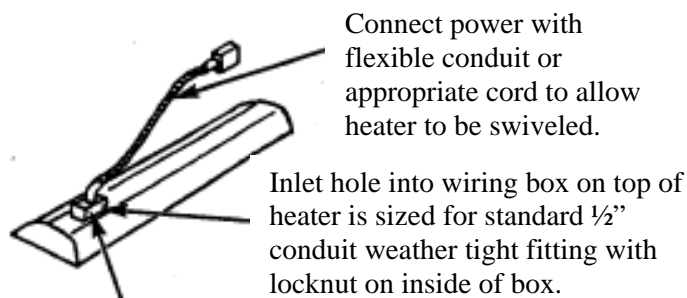 Connect power with
flexible conduit or
appropriate cord to allow
heater to be swiveled.
Inlet hole into wiring box on top of
heater is sized for standard ½”
conduit weather tight fitting with
locknut on inside of box.